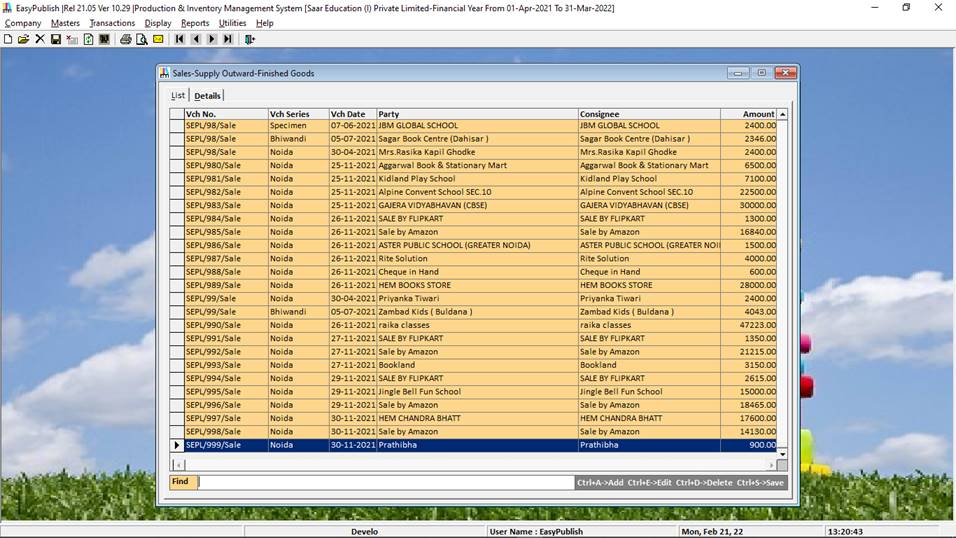 EasyPublish |Rel 21.05 Ver 10.29 |Production & Inventory Management System [Saar Education (I) Private Limited-Financial Year From 01-Apr-2021 To 31-Mar-2022]
Company Masters Transactions Display Reports Utilities Help
Sales-Supply Outward-Finished Goods
List Details
Vch No. Vch Series Vch Date Party Consignee Amount
SEPL/98/Sale Specimen 07-06-2021 JBM GLOBAL SCHOOL JBM GLOBAL SCHOOL 2400.00
SEPL/98/Sale Bhiwandi 05-07-2021 Sagar Book Centre (Dahisar ) Sagar Book Centre (Dahisar ) 2346.00
SEPL/98/Sale Noida 30-04-2021 Mrs.Rasika Kapil Ghodke Mrs.Rasika Kapil Ghodke 2400.00
SEPL/980/Sale Noida 25-11-2021 Aggarwal Book & Stationary Mart Aggarwal Book & Stationary Mart 6500.00
SEPL/981/Sale Noida 25-11-2021 Kidland Play School Kidland Play School 7100.00
SEPL/982/Sale Noida 25-11-2021 Alpine Convent School SEC.10 Alpine Convent School SEC.10 22500.00
SEPL/983/Sale Noida 25-11-2021 GAJERA VIDYABHAVAN (CBSE) GAJERA VIDYABHAVAN (CBSE) 30000.00
SEPL/984/Sale Noida 26-11-2021 SALE BY FLIPKART SALE BY FLIPKART 1300.00
SEPL/985/Sale Noida 26-11-2021 Sale by Amazon Sale by Amazon 16840.00
SEPL/986/Sale Noida 26-11-2021 ASTER PUBLIC SCHOOL (GREATER NOIDA) ASTER PUBLIC SCHOOL (GREATER NOI 1500.00
SEPL/987/Sale Noida 26-11-2021 Rite Solution Rite Solution 4000.00
SEPL/988/Sale Noida 26-11-2021 Cheque in Hand Cheque in Hand 600.00
SEPL/989/Sale Noida 26-11-2021 HEM BOOKS STORE HEM BOOKS STORE 28000.00
SEPL/99/Sale Noida 30-04-2021 Priyanka Tiwari Priyanka Tiwari 2400.00
SEPL/99/Sale Bhiwandi 05-07-2021 Zambad Kids ( Buldana ) Zambad Kids ( Buldana ) 4043.00
SEPL/990/Sale Noida 26-11-2021 raika classes raika classes 47223.00
SEPL/991/Sale Noida 27-11-2021 SALE BY FLIPKART SALE BY FLIPKART 1350.00
SEPL/992/Sale Noida 27-11-2021 Sale by Amazon Sale by Amazon 21215.00
SEPL/993/Sale Noida 27-11-2021 Bookland Bookland 3150.00
SEPL/994/Sale Noida 29-11-2021 SALE BY FLIPKART SALE BY FLIPKART 2615.00
SEPL/995/Sale Noida 29-11-2021 Jingle Bell Fun School Jingle Bell Fun School 15000.00
SEPL/996/Sale Noida 29-11-2021 Sale by Amazon Sale by Amazon 18465.00
SEPL/997/Sale Noida 30-11-2021 HEM CHANDRA BHATT HEM CHANDRA BHATT 17600.00
SEPL/998/Sale Noida 30-11-2021 Sale by Amazon Sale by Amazon 14130.00
SEPL/999/Sale Noida 30-11-2021 Prathibha Prathibha 900.00
Find Ctrl+A->Add Ctrl+E->Edit Ctrl+D->Delete Ctrl+S->Save
Develo User Name : EasyPublish Mon, Feb 21, 22 13:20:43